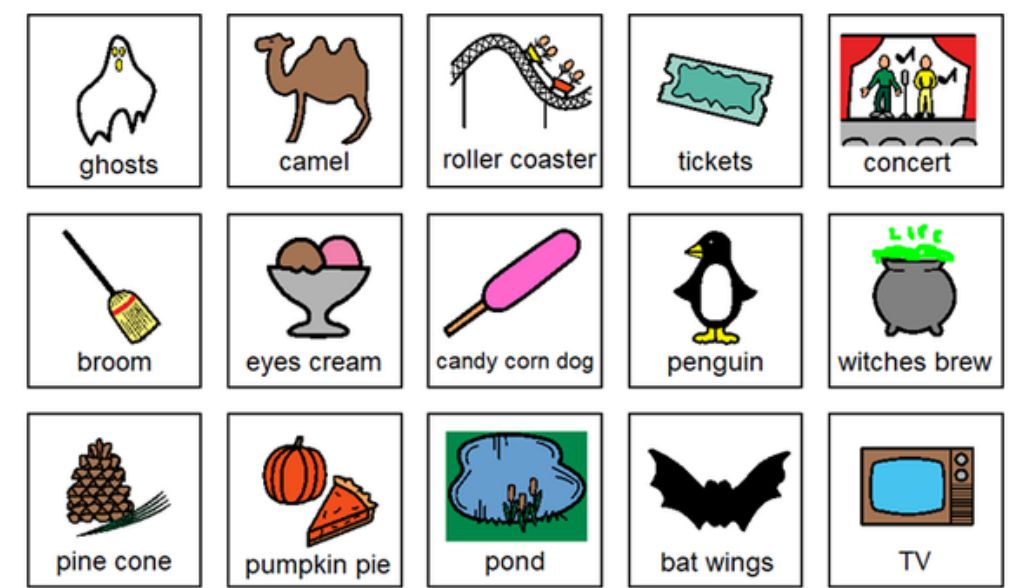 ghosts
camel
roller coaster
tickets
concert
broom
eyes cream
candy corn dog
penguin
LIFE
witches brew
pine cone
pumpkin pie
pond
bat wings
TV